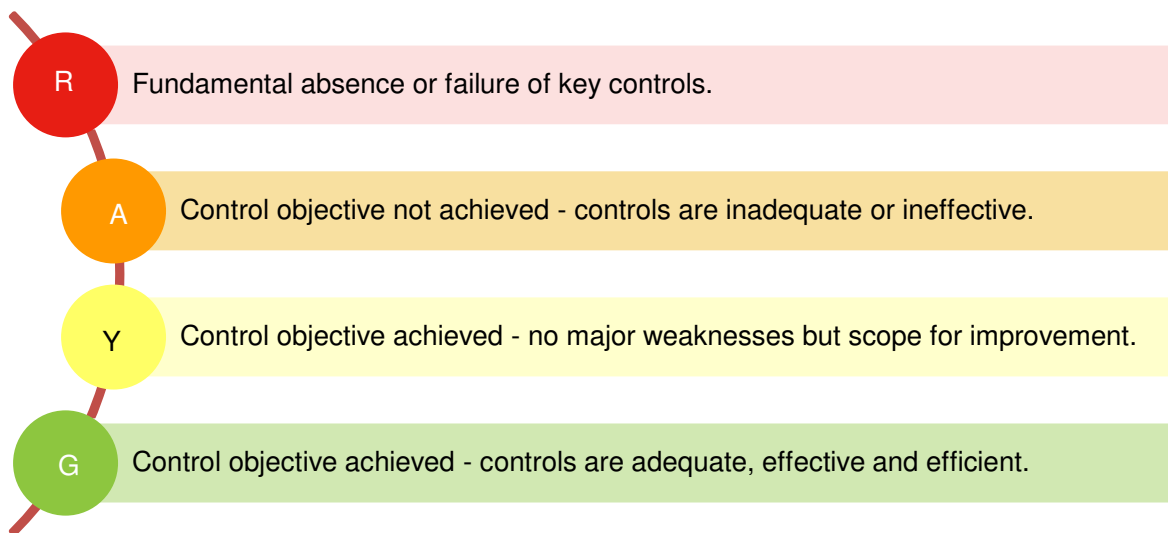 R
Fundamental absence or failure of key controls.
A
Control objective not achieved - controls are inadequate or ineffective.
Y
Control objective achieved - no major weaknesses but scope for improvement.
G
Control objective achieved - controls are adequate, effective and efficient.